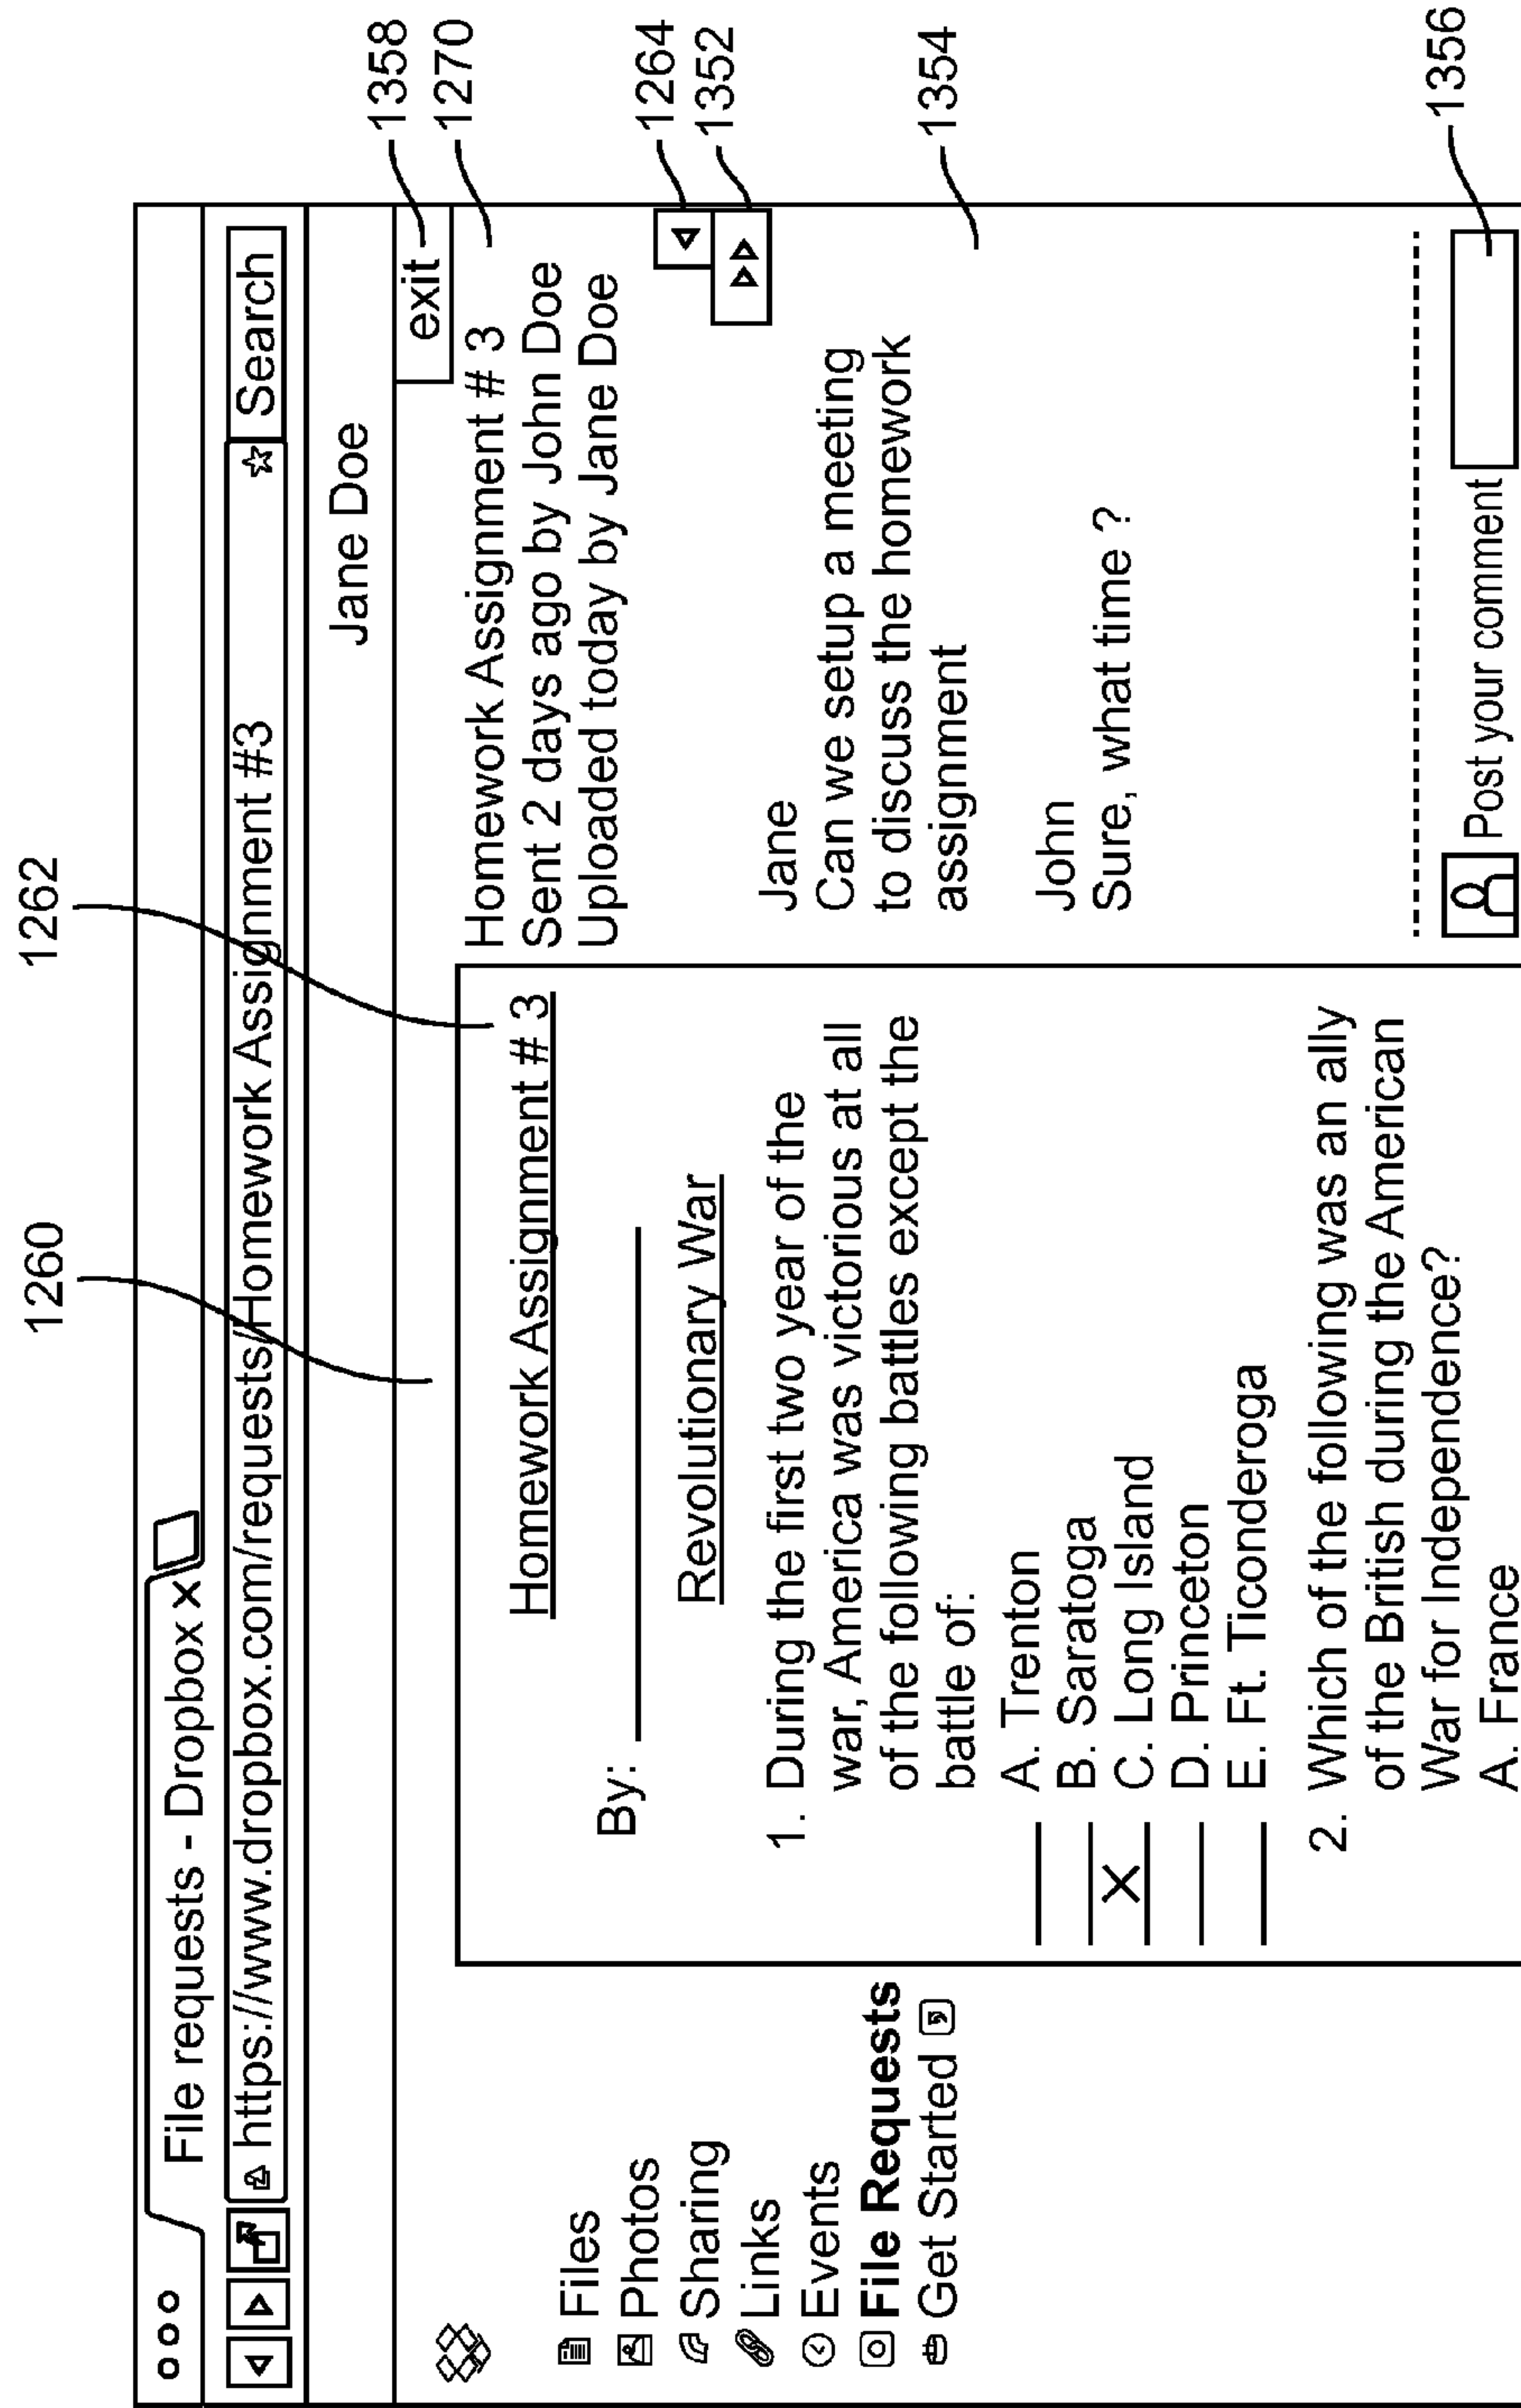 1260
1262
File requests - Dropbox x
https://www.dropbox.com/requests/Homework Assignment #3
Search
Jane Doe
exit
1358
1270
Files
Photos
Sharing
Links
Events
File Requests
Get Started
Homework Assignment # 3
By:
Revolutionary War
1. During the first two year of the
war, America was victorious at all
of the following battles except the
battle of:
A. Trenton
B. Saratoga
X C. Long Island
D. Princeton
E. Ft. Ticonderoga
2. Which of the following was an ally
of the British during the American
War for Independence?
A. France
Homework Assignment # 3
Sent 2 days ago by John Doe
Uploaded today by Jane Doe
1264
1352
Jane
Can we setup a meeting
to discuss the homework
assignment
1354
John
Sure, what time ?
Post your comment
1356